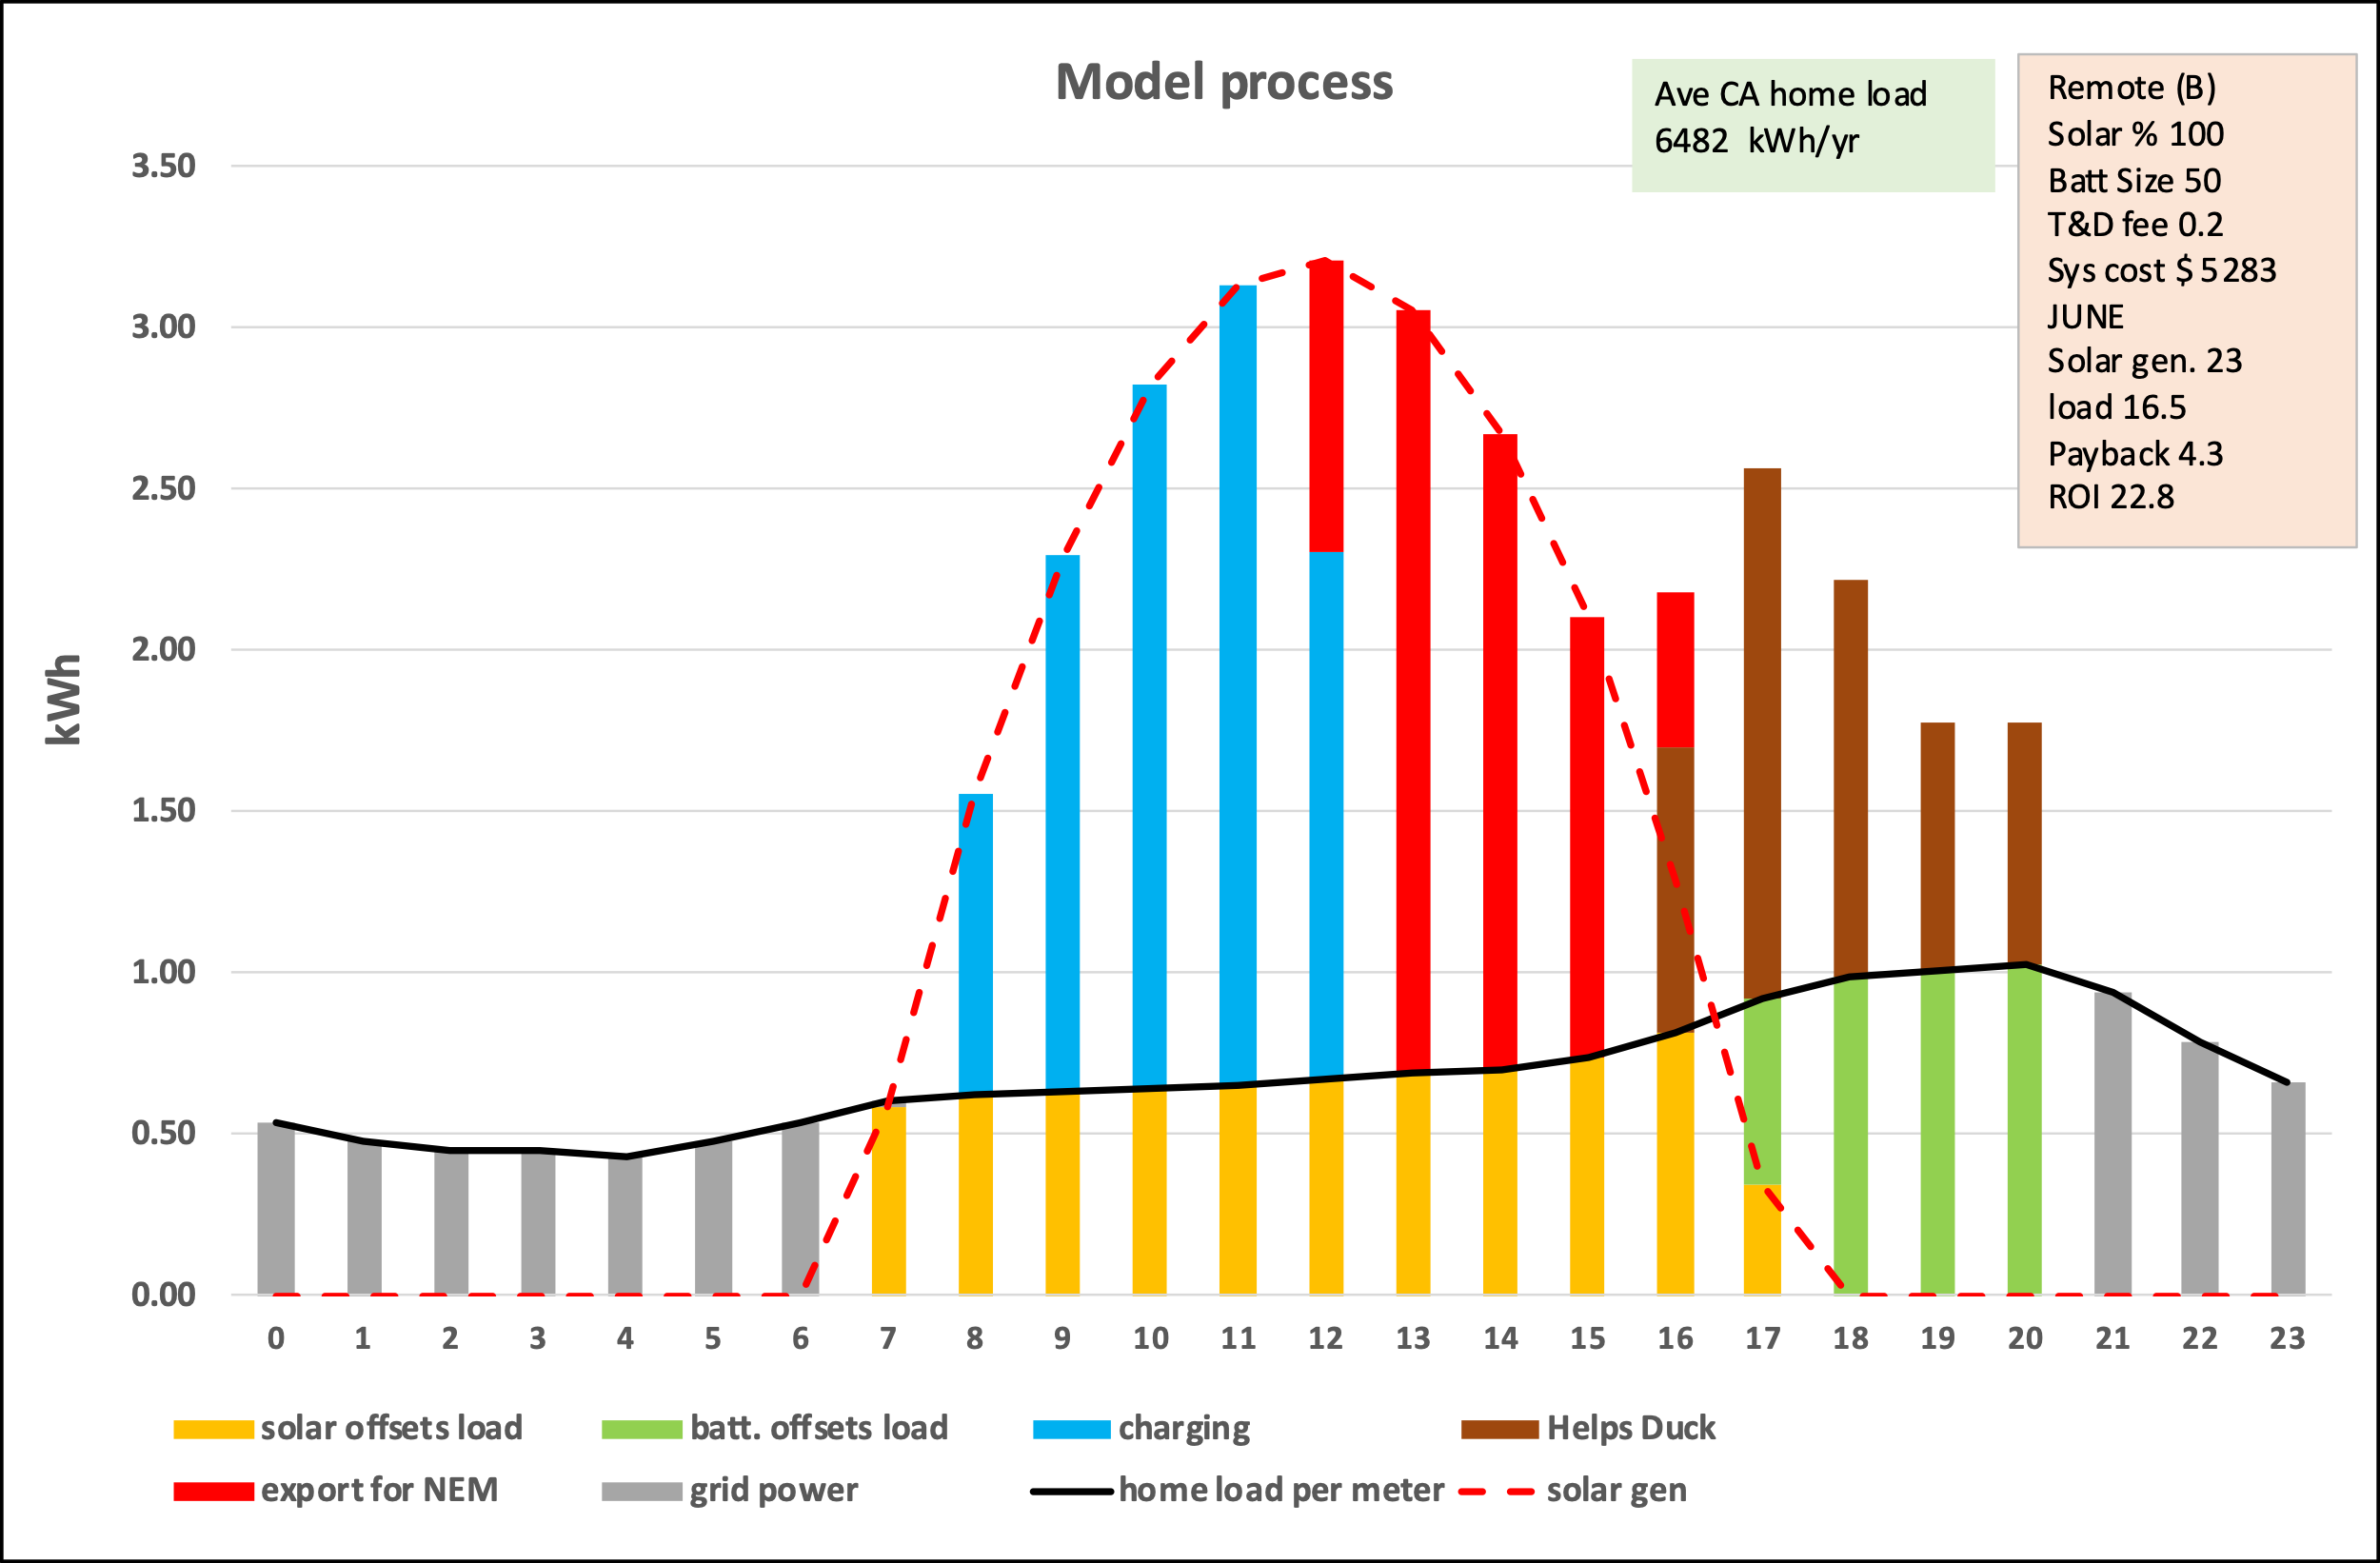 Model process
Ave CA home load
6482 kWh/yr
Remote (B)
Solar % 100
Batt Size 50
T&D fee 0.2
Sys cost $ 5283
JUNE
Solar gen. 23
load 16.5
Payback 4.3
ROI 22.8
kWh
3.50
3.00
2.50
2.00
1.50
1.00
0.50
0.00
0 1 2 3 4 5 6 7 8 9 10 11 12 13 14 15 16 17 18 19 20 21 22 23
solar offsets load batt. offsets load charging Helps Duck
export for NEM grid power home load per meter solar gen